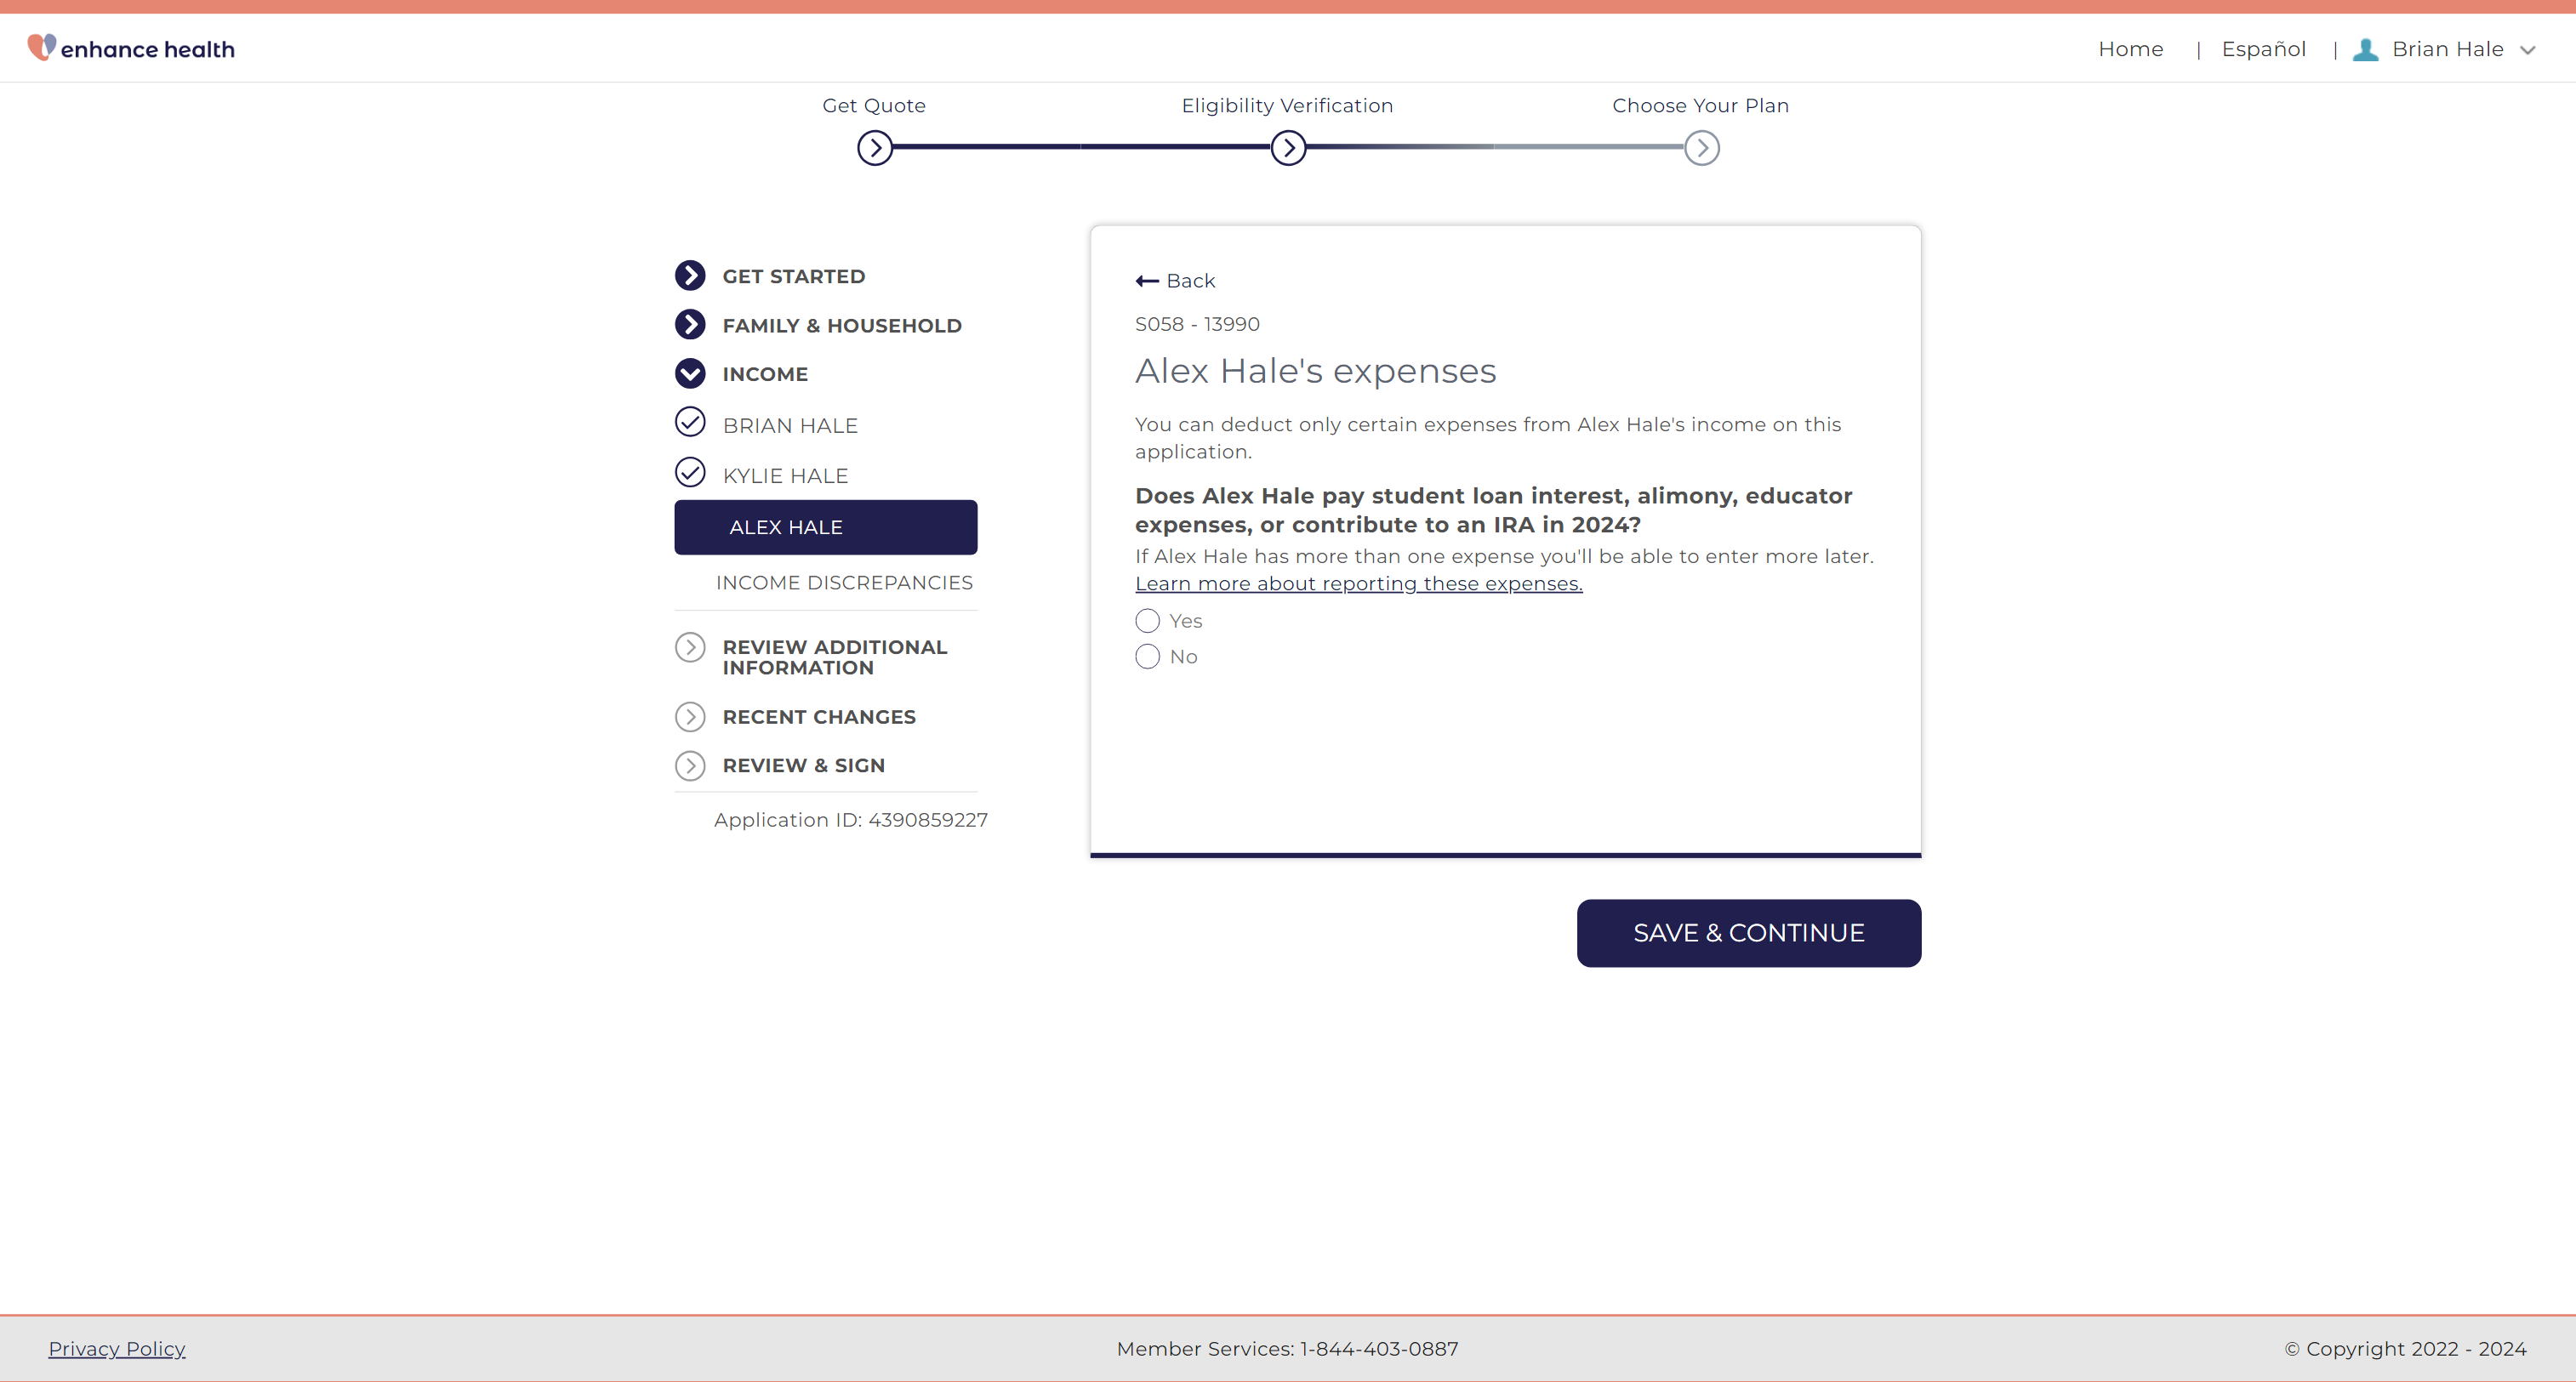 enhance health
Home | Español | Brian Hale
Get Quote
Eligibility Verification
Choose Your Plan
GET STARTED
FAMILY & HOUSEHOLD
INCOME
BRIAN HALE
KYLIE HALE
ALEX HALE
INCOME DISCREPANCIES
REVIEW ADDITIONAL
INFORMATION
RECENT CHANGES
REVIEW & SIGN
Application ID: 4390859227
Back
S058 - 13990
Alex Hale's expenses
You can deduct only certain expenses from Alex Hale's income on this
application.
Does Alex Hale pay student loan interest, alimony, educator
expenses, or contribute to an IRA in 2024?
If Alex Hale has more than one expense you'll be able to enter more later.
Learn more about reporting these expenses.
Yes
No
SAVE & CONTINUE
Privacy Policy
Member Services: 1-844-403-0887
© Copyright 2022 - 2024